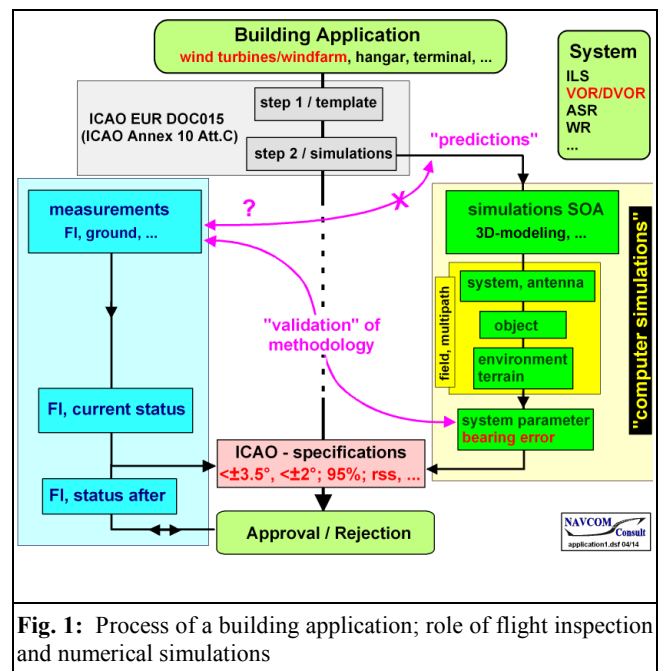 Building Application
wind turbines/windfarm, hangar, terminal, ...
System
ILS
VOR/DVOR
ASR
WR
...
ICAO EUR DOC015
(ICAO Annex 10 Att.C)
step 1 / template
step 2 / simulations
"predictions"
?
X
measurements
FI, ground, ...
simulations SOA
3D-modeling, ...
"computer simulations"
field, multipath
system, antenna
object
environment
terrain
"validation" of
methodology
FI, current status
system parameter
bearing error
ICAO - specifications
<±3.5°, <±2°; 95%; rss, ...
FI, status after
Approval / Rejection
NAVCOM
Consult
application1.dsf 04/14
Fig. 1: Process of a building application; role of flight inspection
and numerical simulations